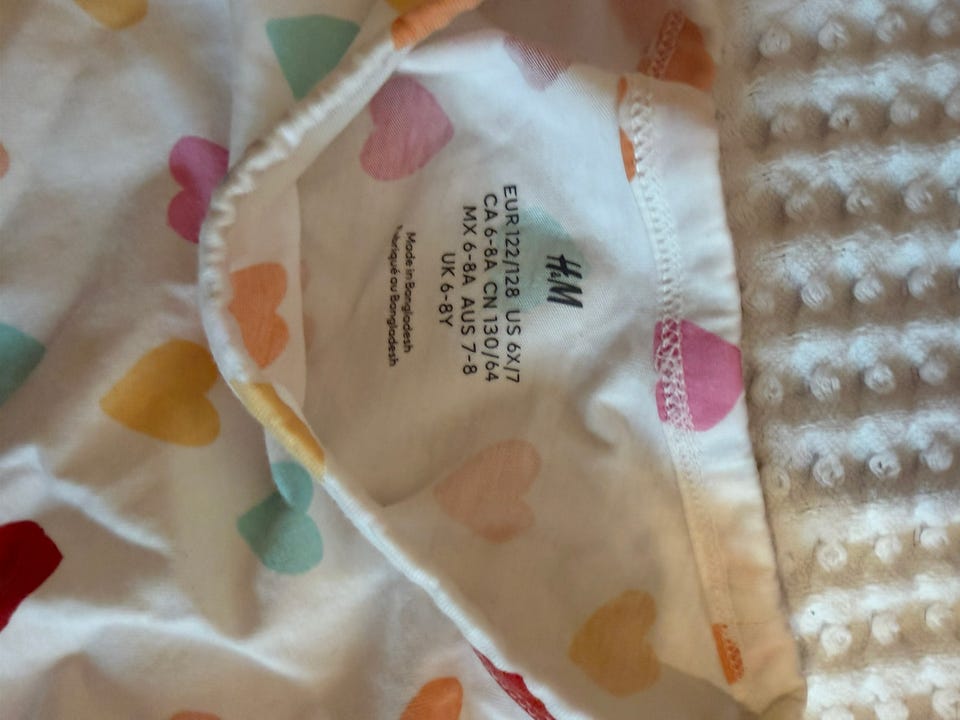 H&M
EUR 122/128 US 6X/7
CA 6-8A CN 130/64
MX 6-8A AUS 7-8
UK 6-8Y
Made in Bangladesh
Fabriqué au Bangladesh